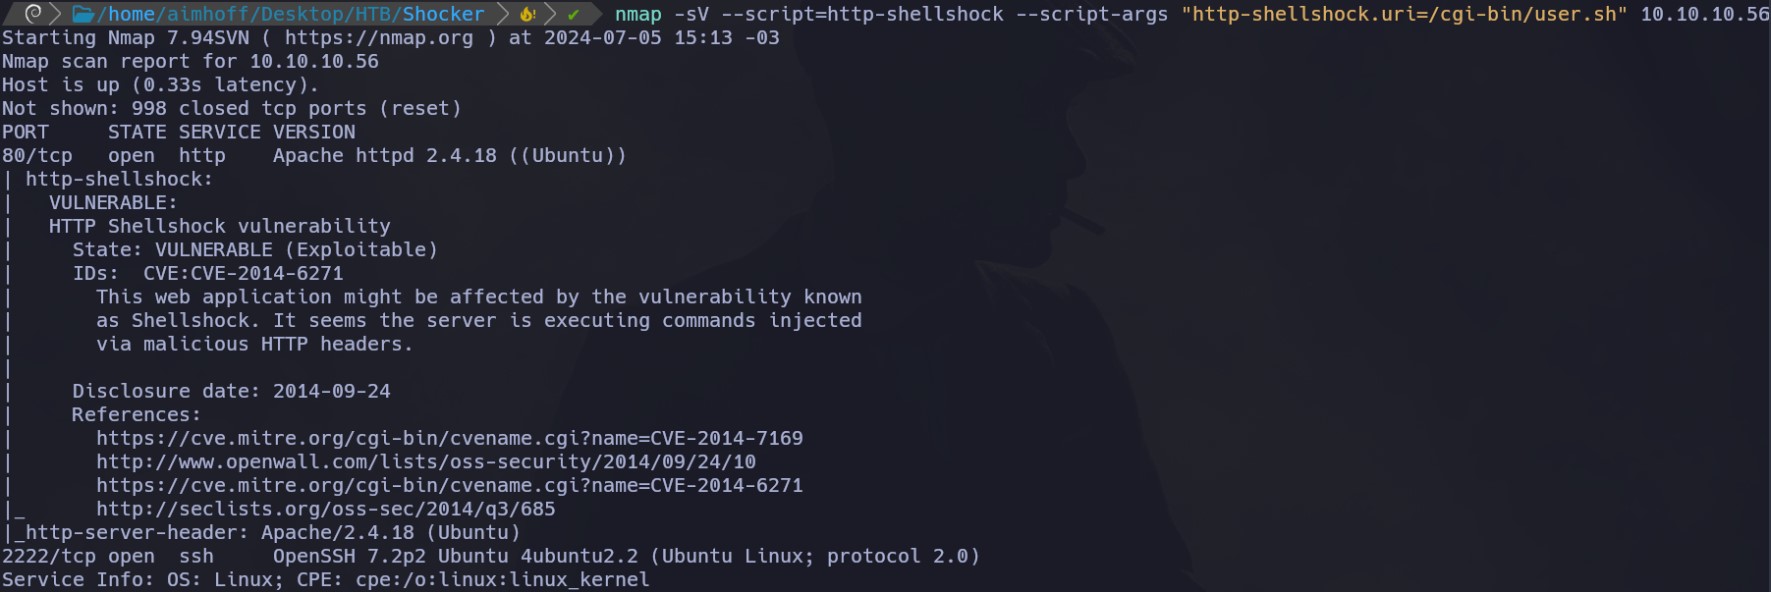 /home/aimhoff/Desktop/HTB/Shocker ✔ nmap -sV --script=http-shellshock --script-args "http-shellshock.uri=/cgi-bin/user.sh" 10.10.10.56
Starting Nmap 7.94SVN ( https://nmap.org ) at 2024-07-05 15:13 -03
Nmap scan report for 10.10.10.56
Host is up (0.33s latency).
Not shown: 998 closed tcp ports (reset)
PORT     STATE SERVICE VERSION
80/tcp   open  http    Apache httpd 2.4.18 ((Ubuntu))
| http-shellshock:
|   VULNERABLE:
|   HTTP Shellshock vulnerability
|     State: VULNERABLE (Exploitable)
|     IDs:  CVE:CVE-2014-6271
|       This web application might be affected by the vulnerability known
|       as Shellshock. It seems the server is executing commands injected
|       via malicious HTTP headers.
|
|     Disclosure date: 2014-09-24
|     References:
|       https://cve.mitre.org/cgi-bin/cvename.cgi?name=CVE-2014-7169
|       http://www.openwall.com/lists/oss-security/2014/09/24/10
|       https://cve.mitre.org/cgi-bin/cvename.cgi?name=CVE-2014-6271
|_      http://seclists.org/oss-sec/2014/q3/685
|_http-server-header: Apache/2.4.18 (Ubuntu)
2222/tcp open  ssh     OpenSSH 7.2p2 Ubuntu 4ubuntu2.2 (Ubuntu Linux; protocol 2.0)
Service Info: OS: Linux; CPE: cpe:/o:linux:linux_kernel